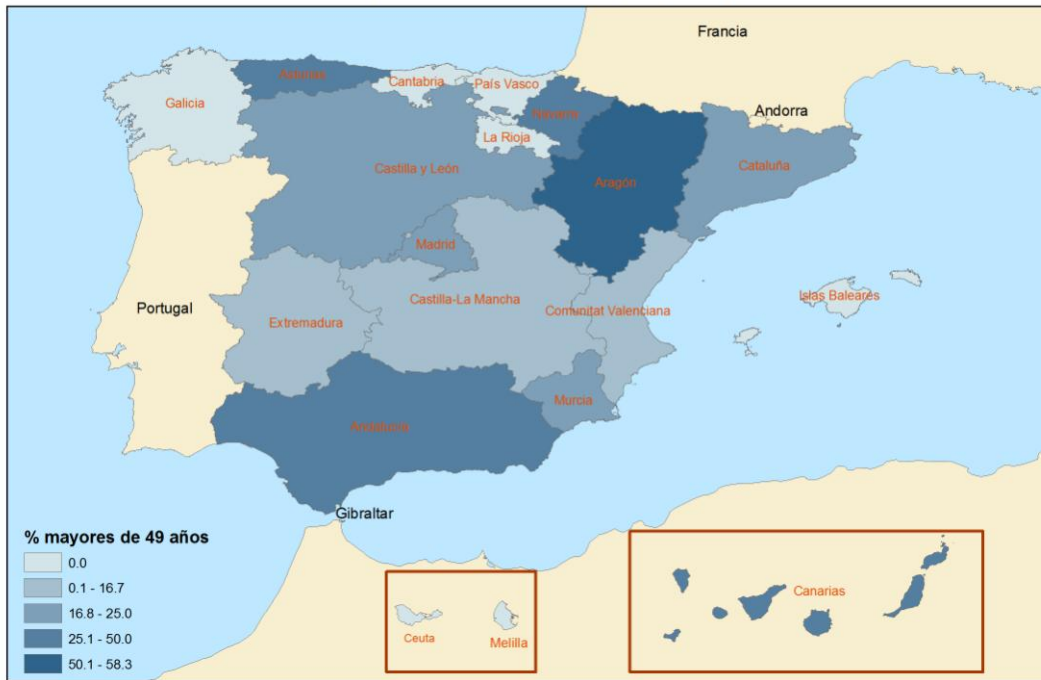 Francia
Asturias
Cantabria
País Vasco
Galicia
Navarra
Andorra
La Rioja
Castilla y León
Cataluña
Aragón
Madrid
Portugal
Castilla-La Mancha
Islas Baleares
Extremadura
Comunitat Valenciana
Murcia
Andalucía
Gibraltar
% mayores de 49 años
0.0
0.1 - 16.7
16.8 - 25.0
25.1 - 50.0
50.1 - 58.3
Ceuta
Melilla
Canarias